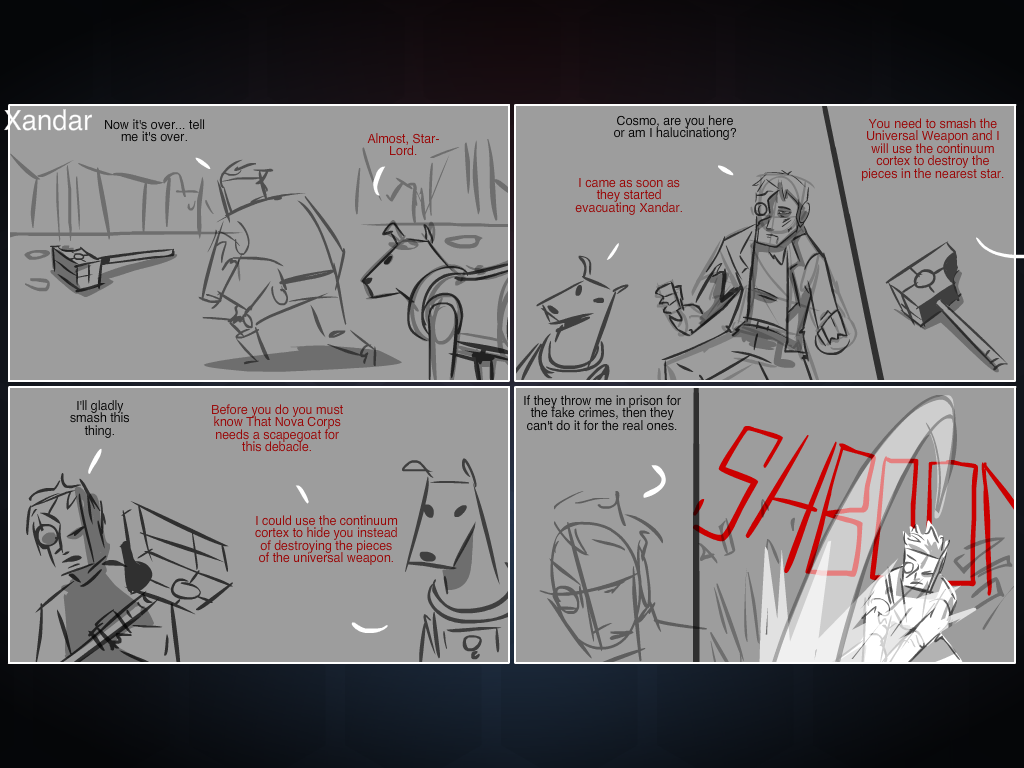 Xandar
Now it's over... tell
me it's over.
Almost, Star-
Lord.
Cosmo, are you here
or am I halucinationg?
I came as soon as
they started
evacuating Xandar.
You need to smash the
Universal Weapon and I
will use the continuum
cortex to destroy the
pieces in the nearest star.
I'll gladly
smash this
thing.
Before you do you must
know That Nova Corps
needs a scapegoat for
this debacle.
I could use the continuum
cortex to hide you instead
of destroying the pieces
of the universal weapon.
If they throw me in prison for
the fake crimes, then they
can't do it for the real ones.